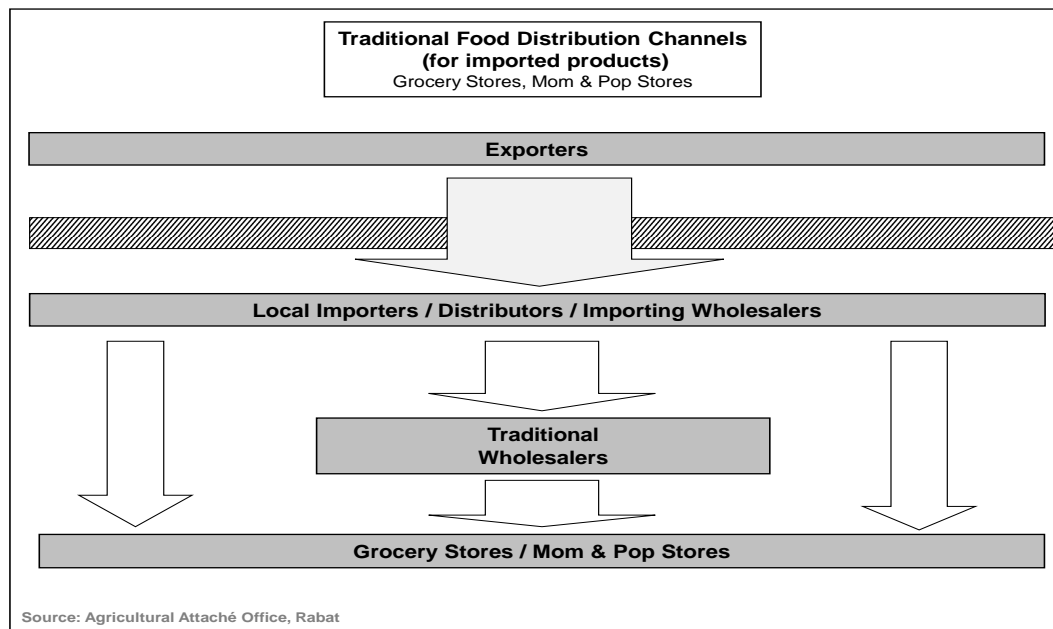 Traditional Food Distribution Channels
(for imported products)
Grocery Stores, Mom & Pop Stores
Exporters
Local Importers / Distributors / Importing Wholesalers
Traditional
Wholesalers
Grocery Stores / Mom & Pop Stores
Source: Agricultural Attaché Office, Rabat